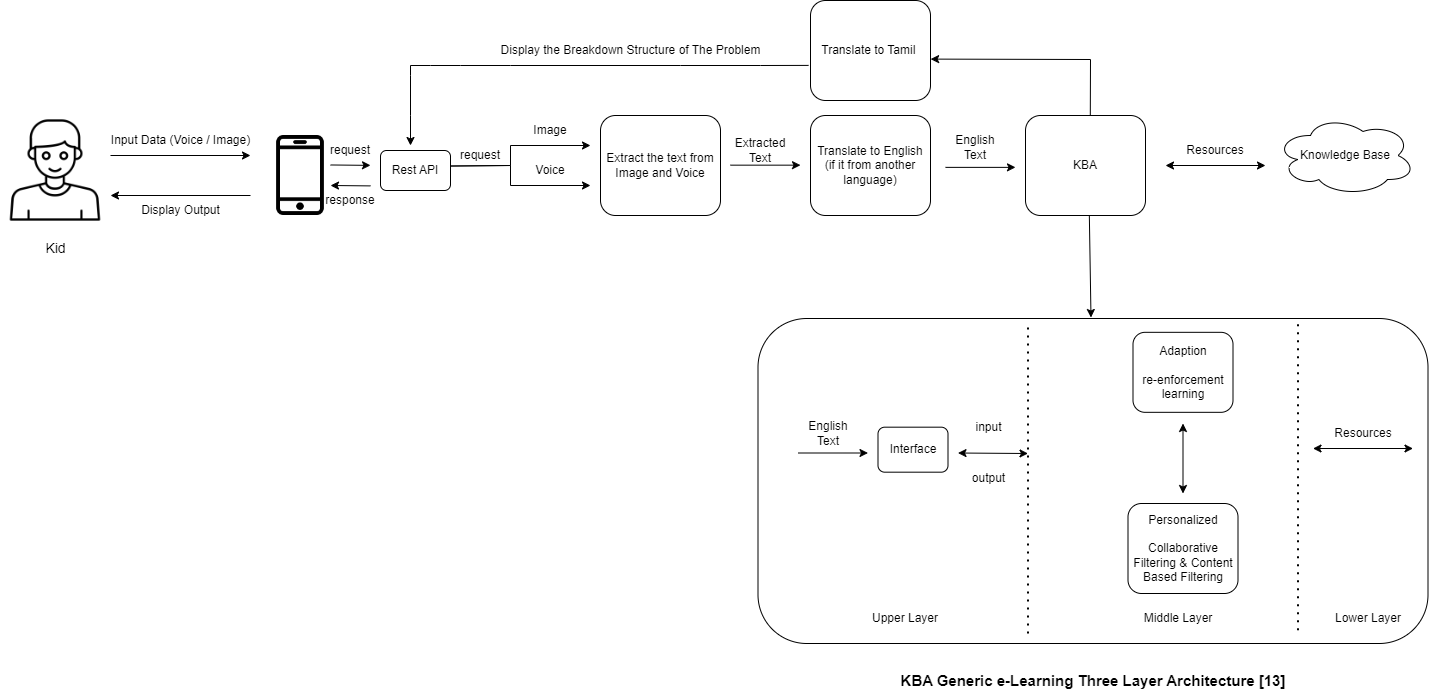 Display the Breakdown Structure of The Problem
Translate to Tamil
Input Data (Voice / Image)
Display Output
Kid
request
response
Rest API
request
Image
Voice
Extract the text from
Image and Voice
Extracted
Text
Translate to English
(if it from another
language)
English
Text
KBA
Resources
Knowledge Base
English
Text
Interface
input
output
Upper Layer
Adaption
re-enforcement
learning
Personalized
Collaborative
Filtering & Content
Based Filtering
Middle Layer
Resources
Lower Layer
KBA Generic e-Learning Three Layer Architecture [13]